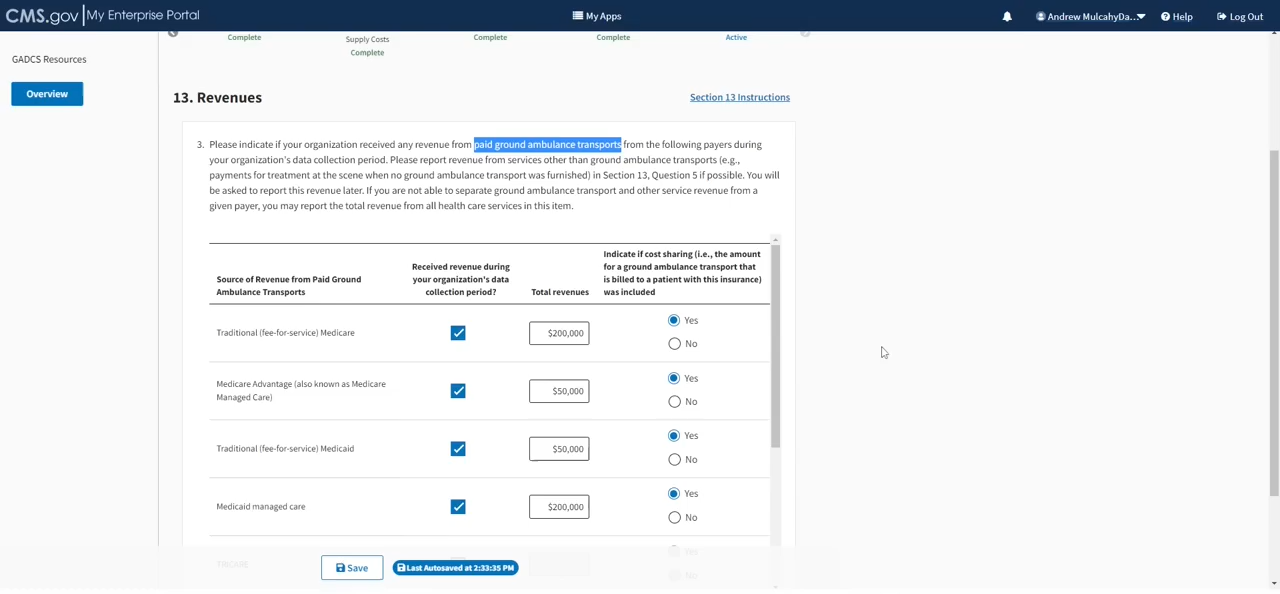 CMS.gov | My Enterprise Portal
My Apps
Andrew MulcahyDa...
Help
Log Out
GADCS Resources
Overview
Complete
Supply Costs
Complete
Complete
Complete
Active
13. Revenues
Section 13 Instructions
3. Please indicate if your organization received any revenue from paid ground ambulance transports from the following payers during
your organization's data collection period. Please report revenue from services other than ground ambulance transports (e.g.,
payments for treatment at the scene when no ground ambulance transport was furnished) in Section 13, Question 5 if possible. You will
be asked to report this revenue later. If you are not able to separate ground ambulance transport and other service revenue from a
given payer, you may report the total revenue from all health care services in this item.
Source of Revenue from Paid Ground
Ambulance Transports
Received revenue during
your organization's data
collection period?
Total revenues
Indicate if cost sharing (i.e., the amount
for a ground ambulance transport that
is billed to a patient with this insurance)
was included
Traditional (fee-for-service) Medicare
$200,000
Yes
No
Medicare Advantage (also known as Medicare
Managed Care)
$50,000
Yes
No
Traditional (fee-for-service) Medicaid
$50,000
Yes
No
Medicaid managed care
$200,000
Yes
No
TRICARE
Yes
No
Save
Last Autosaved at 2:33:35 PM